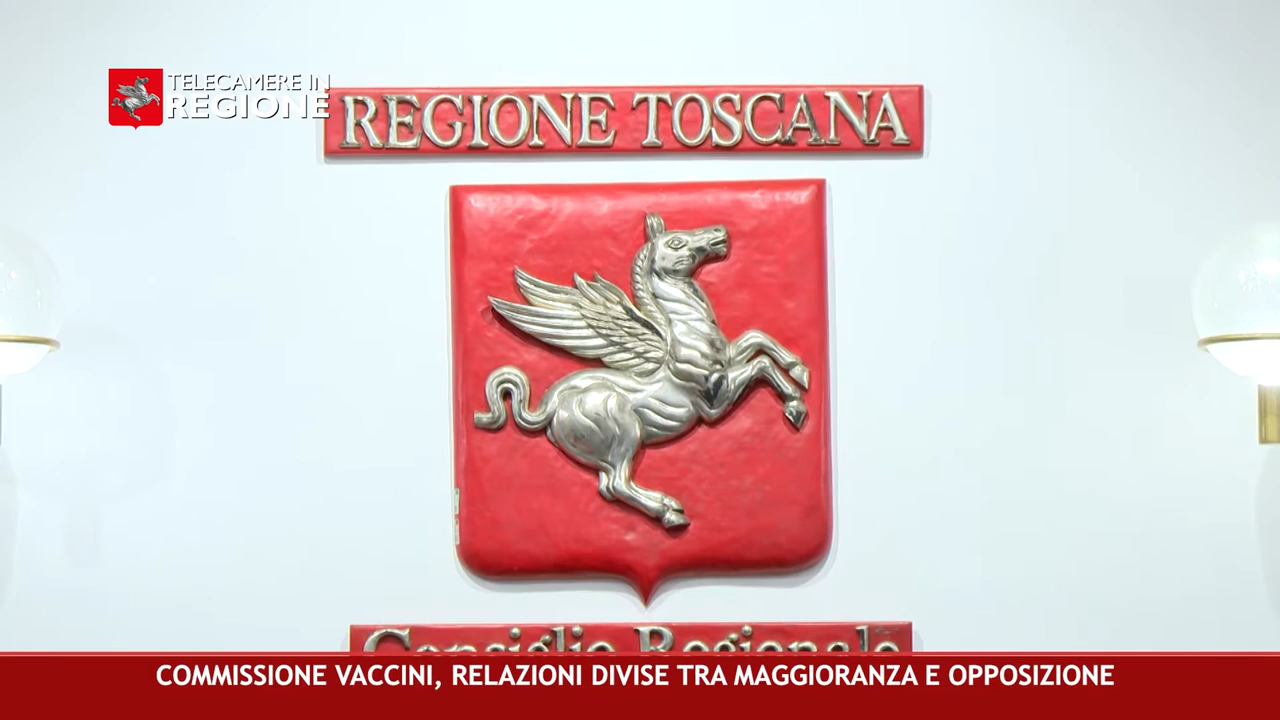 TELECAMERE IN
REGIONE
REGIONE TOSCANA
Consiglio Regionale
COMMISSIONE VACCINI, RELAZIONI DIVISE TRA MAGGIORANZA E OPPOSIZIONE